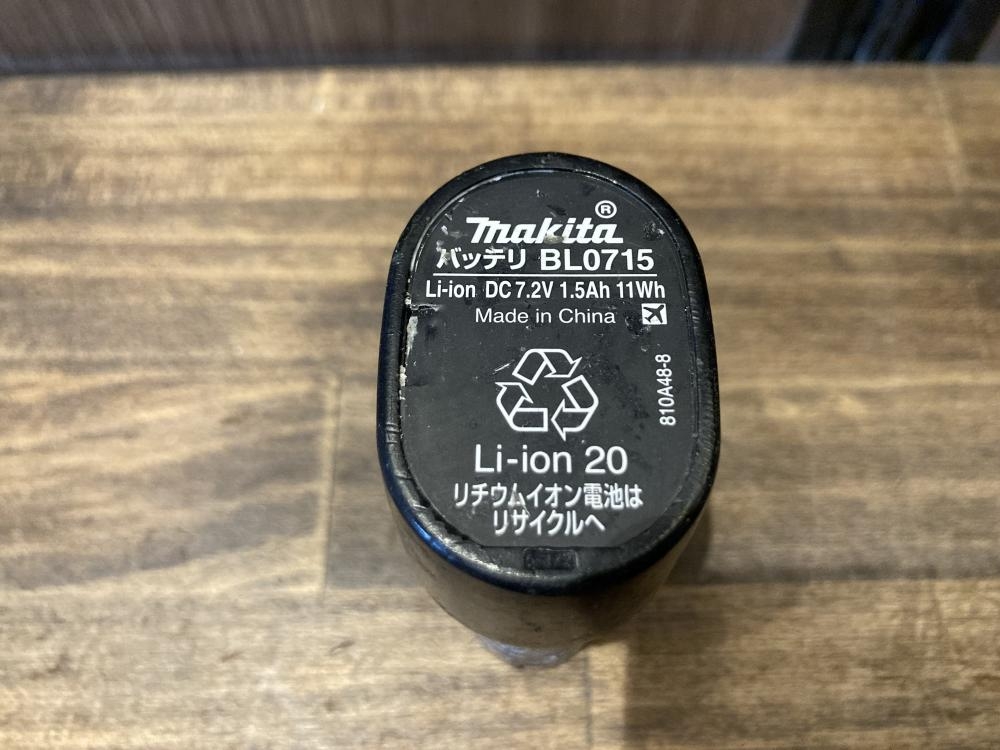 makita®
バッテリ BL0715
Li-ion DC 7.2V 1.5Ah 11Wh
Made in China
810A48-8
Li-ion 20
リチウムイオン電池は
リサイクルへ